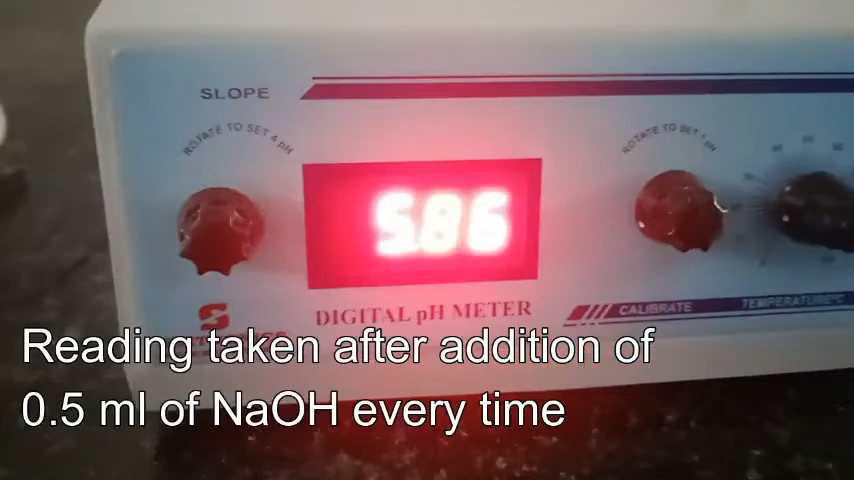 SLOPE
ROTATE TO SET 4 pH
ROTATE TO SET 7 pH
5.86
DIGITAL pH METER
CALIBRATE
TEMPERATURE°C
Reading taken after addition of
0.5 ml of NaOH every time